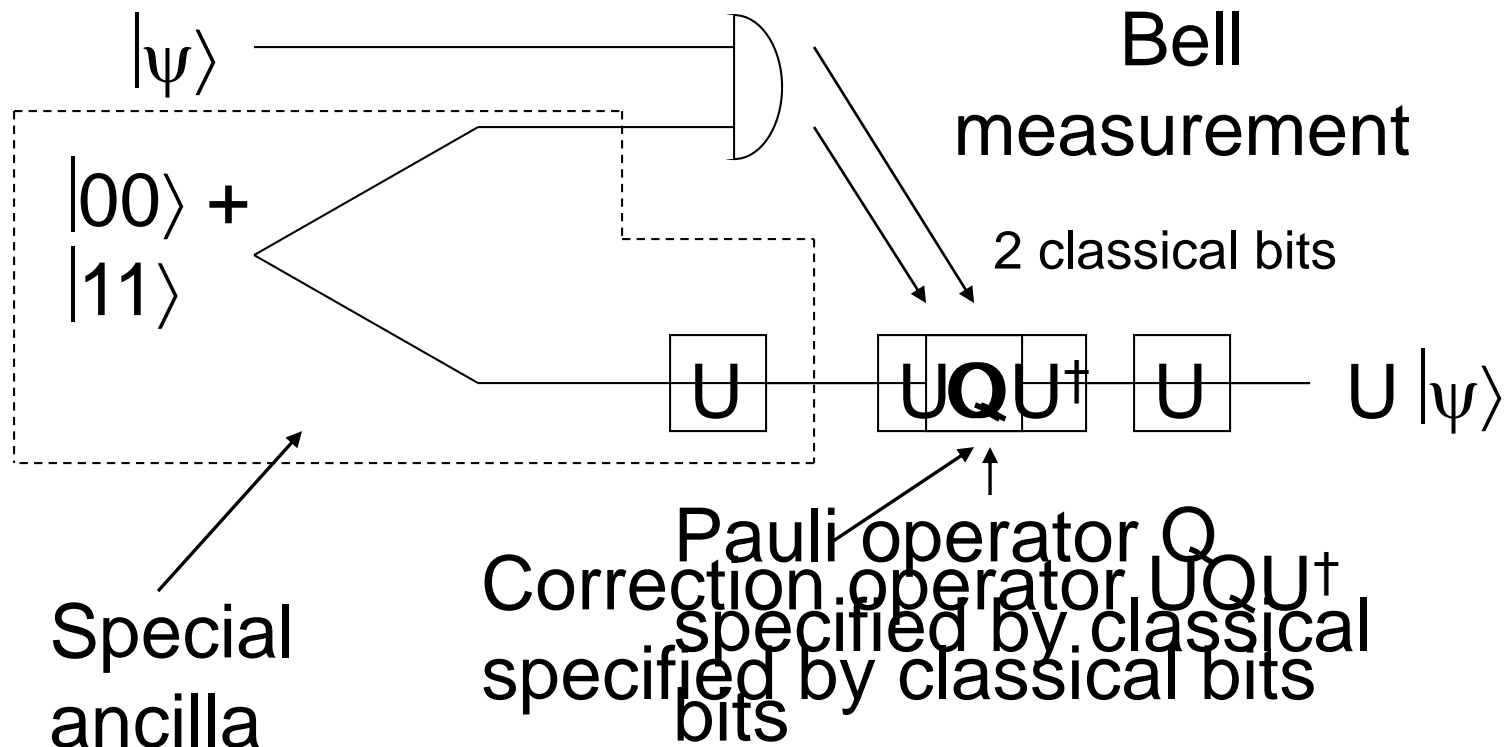 |ψ⟩
Bell
measurement
|00⟩ +
|11⟩
2 classical bits
U
UQU†
Q
U
U |ψ⟩
Pauli operator Q
specified by classical
bits
Correction operator UQU†
specified by classical bits
Special
ancilla